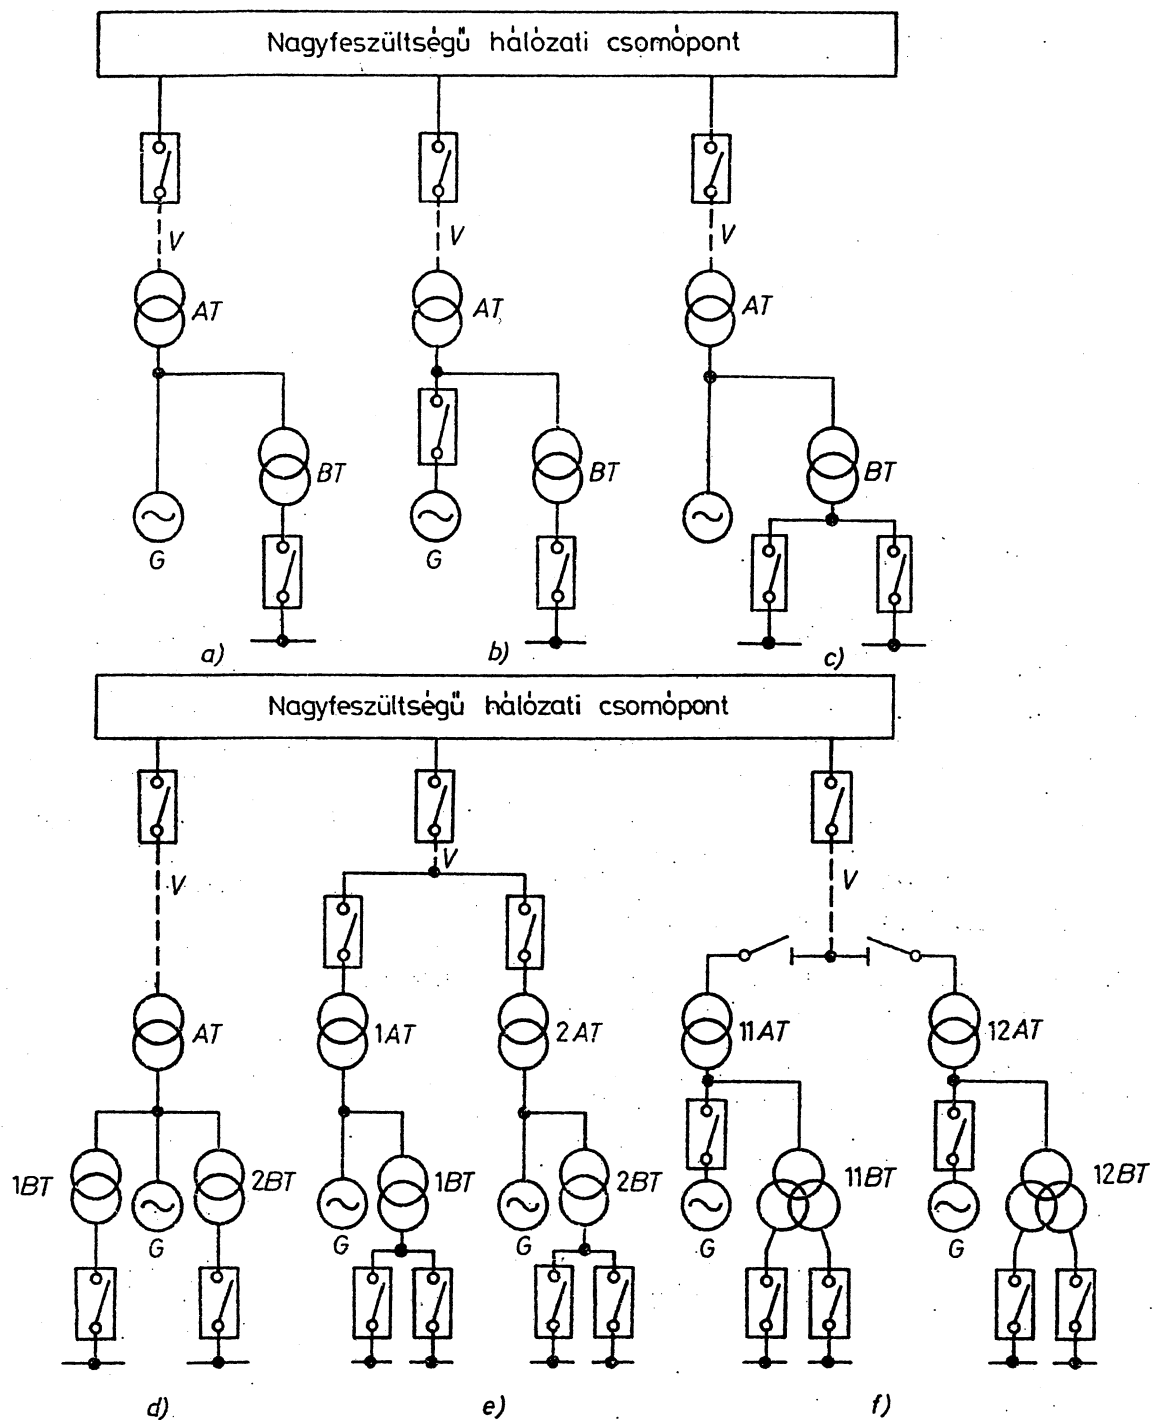 Nagyfeszültségű hálózati csomópont
V V V
AT AT AT
BT BT BT
G G
a) b) c)
Nagyfeszültségű hálózati csomópont
V V V
AT 1AT 2AT 11AT 12AT
1BT 2BT 1BT 2BT 11BT 12BT
G G G G G
d) e) f)